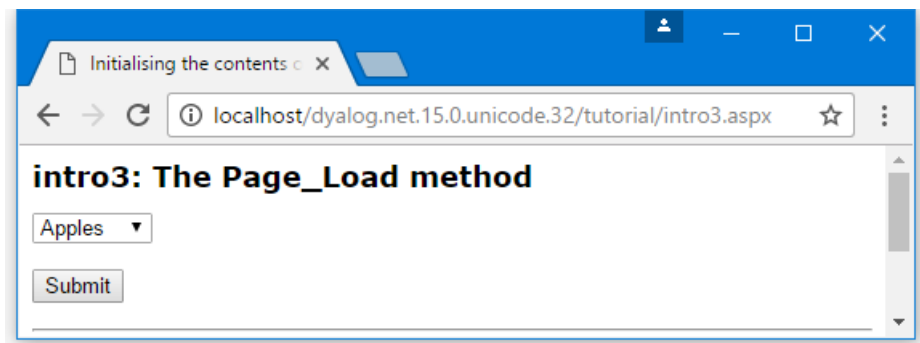 Initialising the contents o
localhost/dyalog.net.15.0.unicode.32/tutorial/intro3.aspx
intro3: The Page_Load method
Apples
Submit